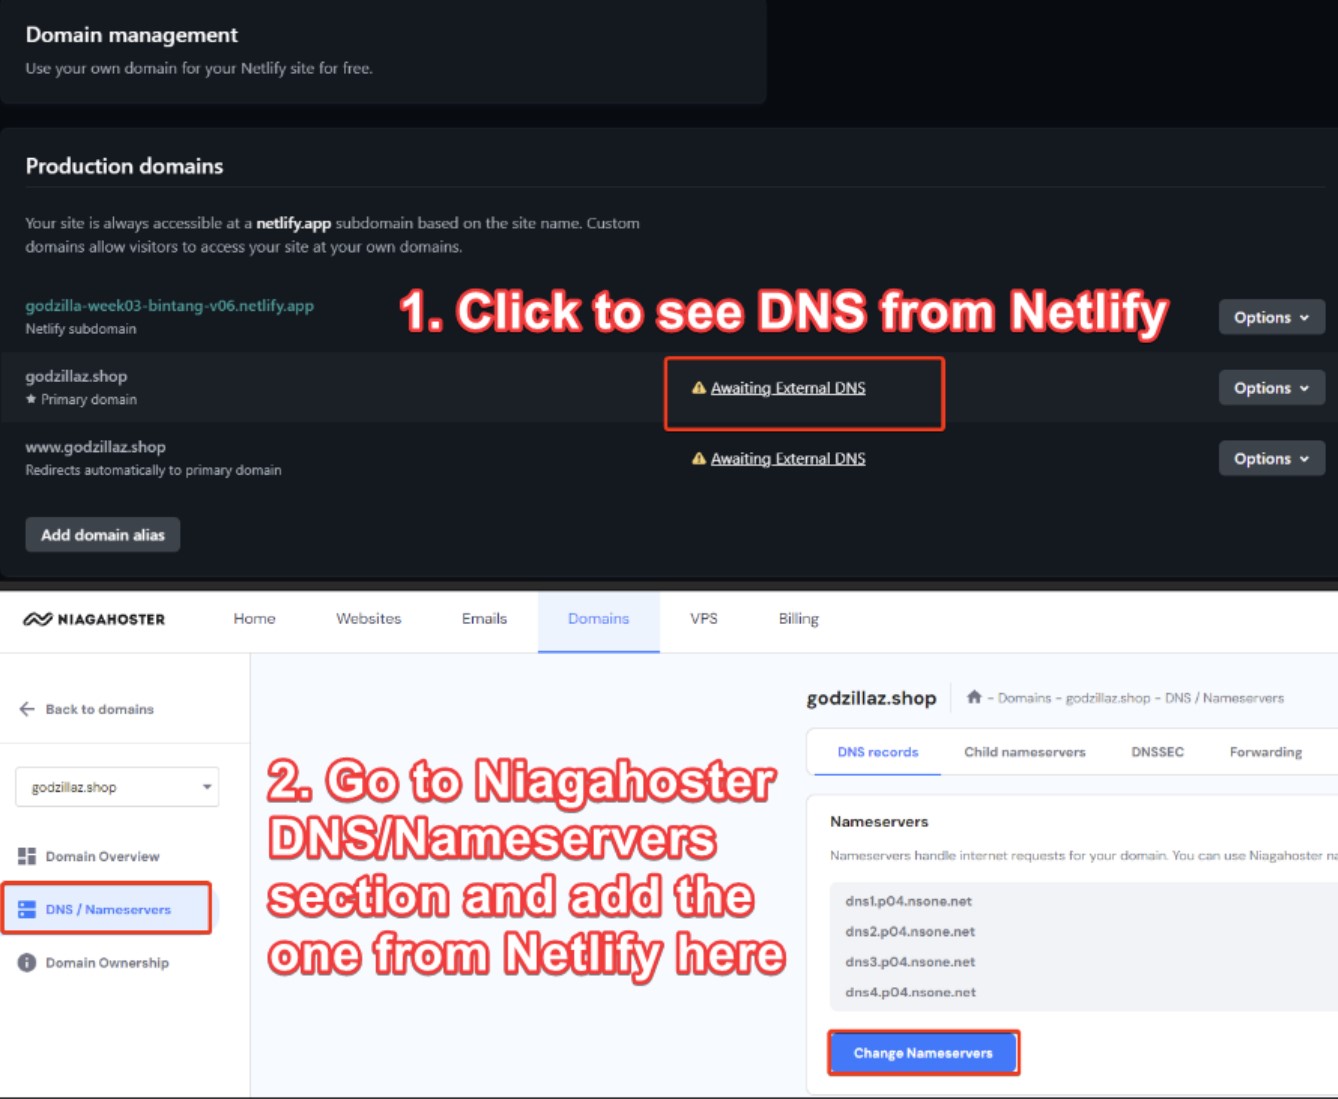 Domain management
Use your own domain for your Netlify site for free.
Production domains
Your site is always accessible at a netlify.app subdomain based on the site name. Custom
domains allow visitors to access your site at your own domains.
godzilla-week03-bintang-v06.netlify.app
Netlify subdomain
1. Click to see DNS from Netlify
Options
godzillaz.shop
Primary domain
Awaiting External DNS
Options
www.godzillaz.shop
Redirects automatically to primary domain
Awaiting External DNS
Options
Add domain alias
NIAGAHOSTER
Home
Websites
Emails
Domains
VPS
Billing
Back to domains
godzillaz.shop
Domain Overview
DNS / Nameservers
Domain Ownership
2. Go to Niagahoster
DNS/Nameservers
section and add the
one from Netlify here
godzillaz.shop
- Domains - godzillaz.shop - DNS / Nameservers
DNS records
Child nameservers
DNSSEC
Forwarding
Nameservers
Nameservers handle internet requests for your domain. You can use Niagahoster
dns1.p04.nsone.net
dns2.p04.nsone.net
dns3.p04.nsone.net
dns4.p04.nsone.net
Change Nameservers